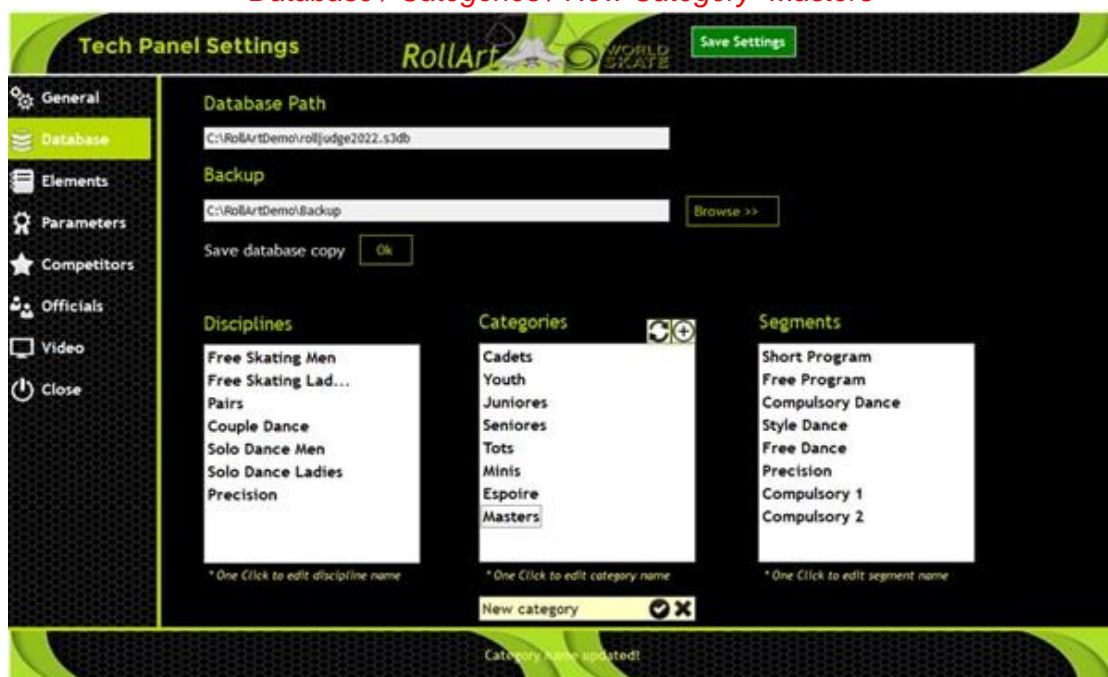 Database / Categories / New Category "Masters"
Tech Panel Settings
RollArt
WORLD
SKATE
Save Settings
General
Database
Elements
Parameters
Competitors
Officials
Video
Close
Database Path
C:\RollArtDemo\rolljudge2022.s3db
Backup
C:\RollArtDemo\Backup
Browse >>
Save database copy
Ok
Disciplines
Free Skating Men
Free Skating Lad...
Pairs
Couple Dance
Solo Dance Men
Solo Dance Ladies
Precision
* One Click to edit discipline name
Categories
Cadets
Youth
Juniores
Seniores
Tots
Minis
Espoire
Masters
* One Click to edit category name
New category
Segments
Short Program
Free Program
Compulsory Dance
Style Dance
Free Dance
Precision
Compulsory 1
Compulsory 2
* One Click to edit segment name
Category name updated!